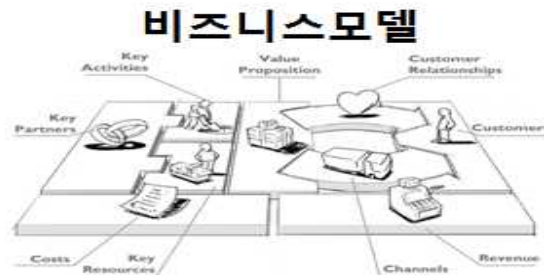 비즈니스모델
Key
Activities
Value
Proposition
Customer
Relationships
Key
Partners
Customer
Costs
Key
Resources
Channels
Revenue